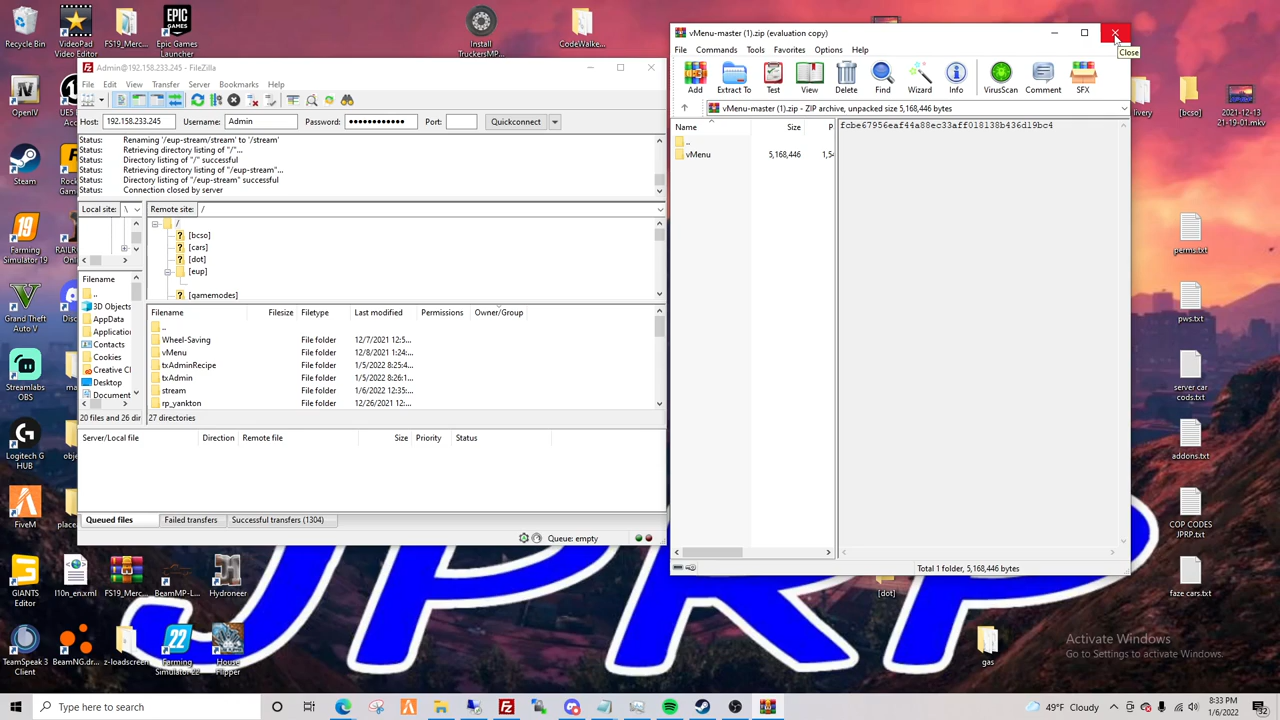 Recycle Bin
VideoPad Video Editor
FS19_Merc...
Epic Games Launcher
Install TruckersMP...
CodeWalke...
vMenu-master (1).zip (evaluation copy)
Close
File Commands Tools Favorites Options Help
Add Extract To Test View Delete Find Wizard Info VirusScan Comment SFX
vMenu-master (1).zip - ZIP archive, unpacked size 5,168,446 bytes
Name Size
..
vMenu 5,168,446
Total 1 folder, 5,168,446 bytes
Admin@192.158.233.245 - FileZilla
File Edit View Transfer Server Bookmarks Help
Host: 192.158.233.245 Username: Admin Password: •••••••••••• Port: Quickconnect
Status: Renaming '/eup-stream/stream' to '/stream'
Status: Retrieving directory listing of "/"...
Status: Directory listing of "/" successful
Status: Retrieving directory listing of "/eup-stream"...
Status: Directory listing of "/eup-stream" successful
Status: Connection closed by server
Local site: \ Remote site: /
/
[bcso]
[cars]
[dot]
[eup]
[gamemodes]
Filename
..
3D Objects
AppData
Application
Contacts
Cookies
Creative Cl
Desktop
Document
20 files and 26 dir
Filename Filesize Filetype Last modified Permissions Owner/Group
..
Wheel-Saving File folder 12/7/2021 12:5...
vMenu File folder 12/8/2021 1:24:...
txAdminRecipe File folder 1/5/2022 8:25:4...
txAdmin File folder 1/5/2022 8:26:1...
stream File folder 1/6/2022 12:35:...
rp_yankton File folder 12/26/2021 12:...
27 directories
Server/Local file Direction Remote file Size Priority Status
Queued files Failed transfers Successful transfers (1304)
Queue: empty
Steam
Farming Simulator 19
Grand Theft Auto V
Streamlabs OBS
Logitech G HUB
FiveM
GIANTS Editor
l10n_en.xml
FS19_Merc...
BeamMP-L...
Hydroneer
TeamSpeak 3 Client
BeamNG.dr...
z-loadscreen
Farming Simulator 22
House Flipper
22
JPRP
[dot]
gas
2021-12-31 21-19-01.mkv
perms.txt
pws.txt
server car cods.txt
addons.txt
COP CODES JPRP.txt
faze cars.txt
Activate Windows
Go to Settings to activate Windows.
Type here to search
49°F Cloudy
8:33 PM
1/6/2022
32